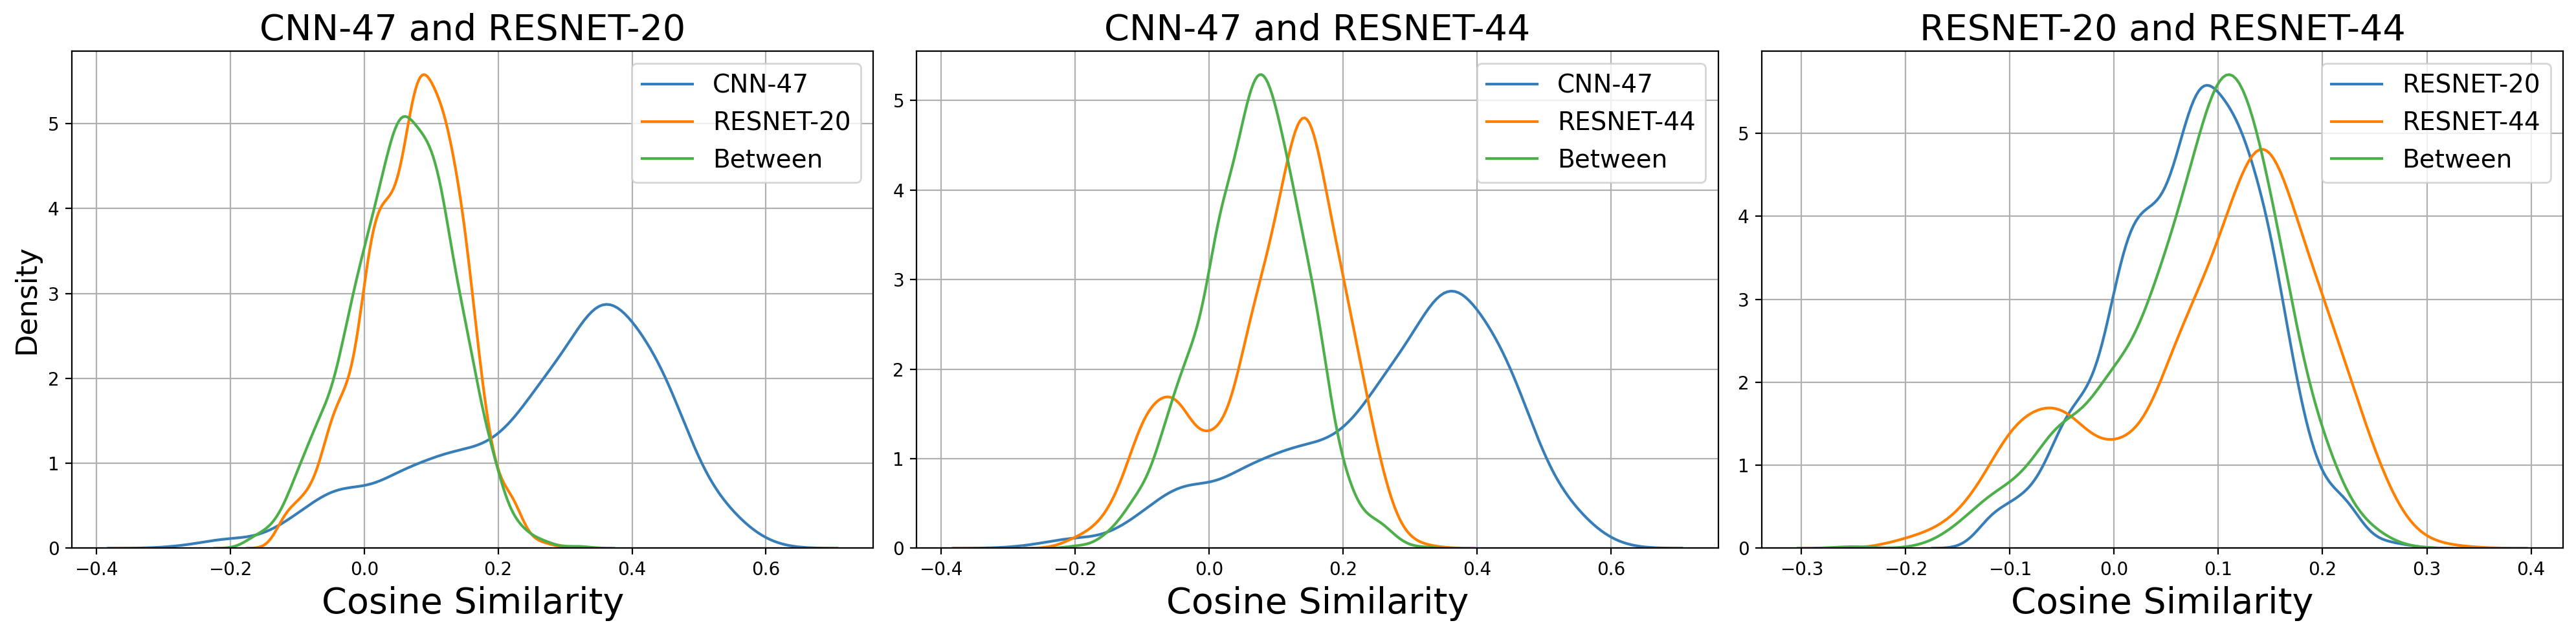 CNN-47 and RESNET-20
Density
5
4
3
2
1
0
−0.4 −0.2 0.0 0.2 0.4 0.6
Cosine Similarity
CNN-47
RESNET-20
Between
CNN-47 and RESNET-44
5
4
3
2
1
0
−0.4 −0.2 0.0 0.2 0.4 0.6
Cosine Similarity
CNN-47
RESNET-44
Between
RESNET-20 and RESNET-44
5
4
3
2
1
0
−0.3 −0.2 −0.1 0.0 0.1 0.2 0.3 0.4
Cosine Similarity
RESNET-20
RESNET-44
Between